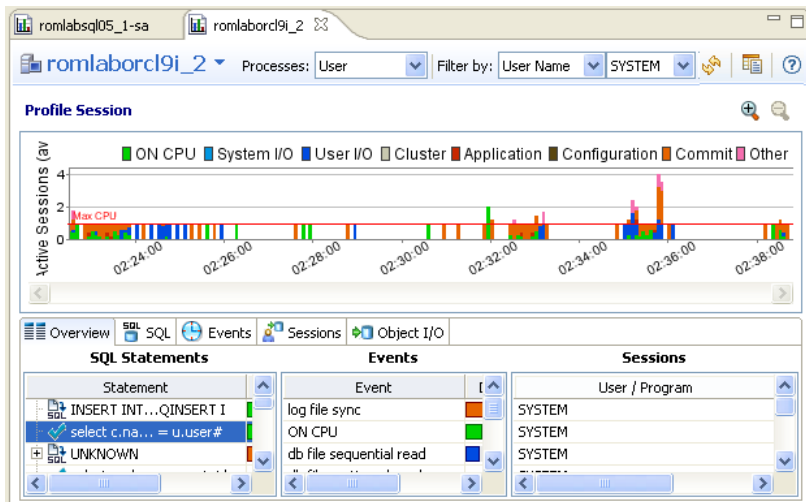 romlabsql05_1-sa
romlaborcl9i_2
romlaborcl9i_2 Processes: User Filter by: User Name SYSTEM
Profile Session
ON CPU System I/O User I/O Cluster Application Configuration Commit Other
Active Sessions (av
4
2
0
Max CPU
02:24:00 02:26:00 02:28:00 02:30:00 02:32:00 02:34:00 02:36:00 02:38:00
Overview SQL Events Sessions Object I/O
SQL Statements Events Sessions
Statement Event User / Program
INSERT INT...QINSERT I log file sync SYSTEM
select c.na... = u.user# ON CPU SYSTEM
UNKNOWN db file sequential read SYSTEM